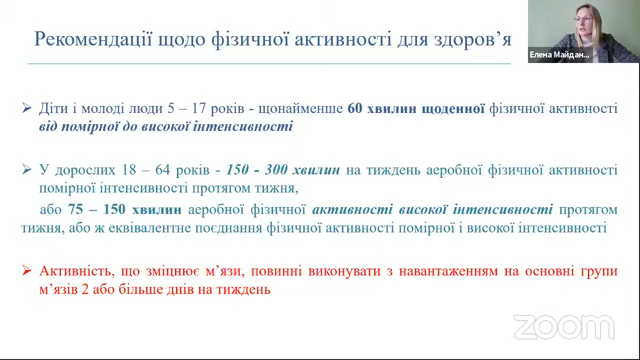 Рекомендації щодо фізичної активності для здоров’я
Елена Майдан...
➢ Діти і молоді люди 5 – 17 років - щонайменше 60 хвилин щоденної фізичної активності
від помірної до високої інтенсивності
➢ У дорослих 18 – 64 років - 150 - 300 хвилин на тиждень аеробної фізичної активності
помірної інтенсивності протягом тижня,
або 75 – 150 хвилин аеробної фізичної активності високої інтенсивності протягом
тижня, або ж еквівалентне поєднання фізичної активності помірної і високої інтенсивності
➢ Активність, що зміцнює м’язи, повинні виконувати з навантаженням на основні групи
м’язів 2 або більше днів на тиждень
zoom